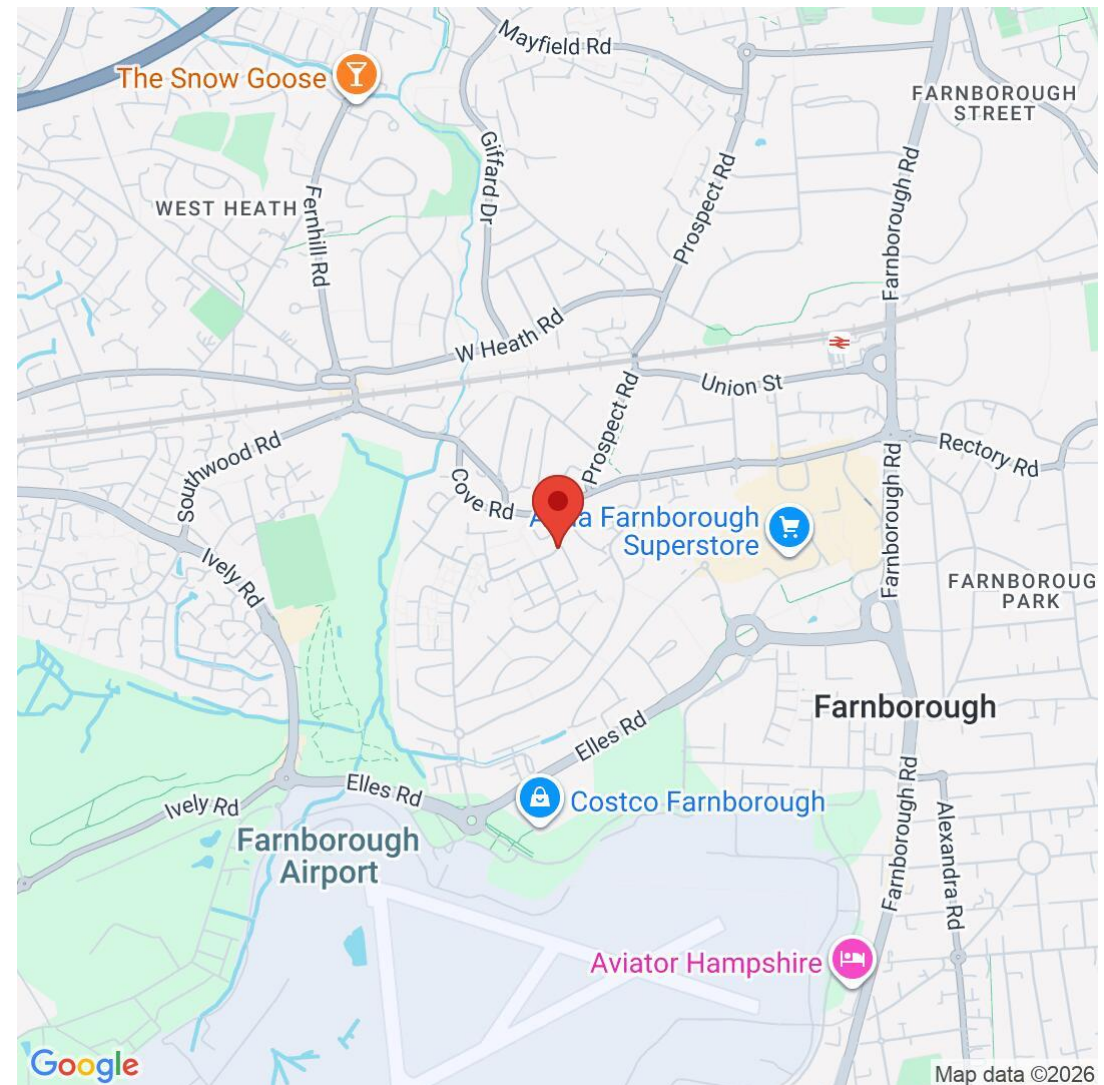 Mayfield Rd
The Snow Goose
FARNBOROUGH
STREET
Giffard Dr
Prospect Rd
Farnborough Rd
WEST HEATH
Fernhill Rd
W Heath Rd
Union St
Prospect Rd
Rectory Rd
Southwood Rd
Cove Rd
Farnborough Rd
a Farnborough
Superstore
Ively Rd
FARNBOROUG
PARK
Farnborough
Elles Rd
Elles Rd
Costco Farnborough
Ively Rd
Farnborough
Airport
Farnborough Rd
Alexandra Rd
Aviator Hampshire
Google
Map data ©2026